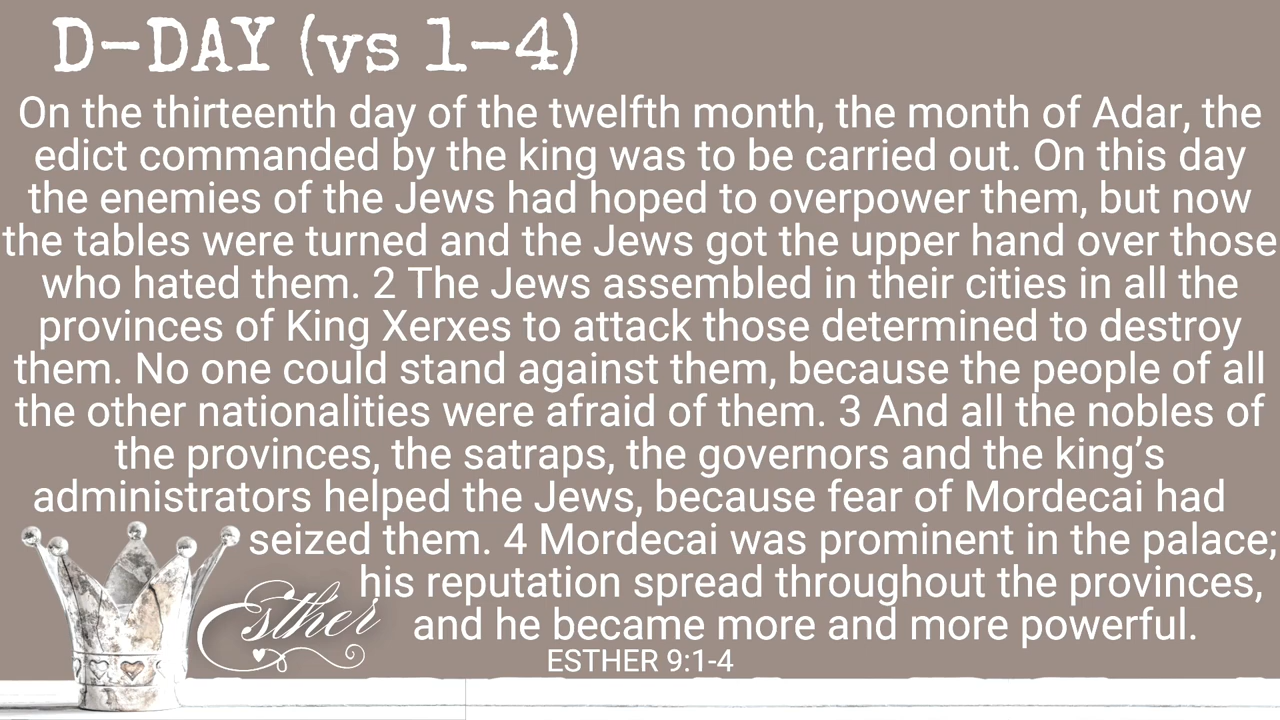 D-DAY (vs 1-4)
On the thirteenth day of the twelfth month, the month of Adar, the
edict commanded by the king was to be carried out. On this day
the enemies of the Jews had hoped to overpower them, but now
the tables were turned and the Jews got the upper hand over those
who hated them. 2 The Jews assembled in their cities in all the
provinces of King Xerxes to attack those determined to destroy
them. No one could stand against them, because the people of all
the other nationalities were afraid of them. 3 And all the nobles of
the provinces, the satraps, the governors and the king’s
administrators helped the Jews, because fear of Mordecai had
seized them. 4 Mordecai was prominent in the palace;
his reputation spread throughout the provinces,
and he became more and more powerful.
Esther
ESTHER 9:1-4